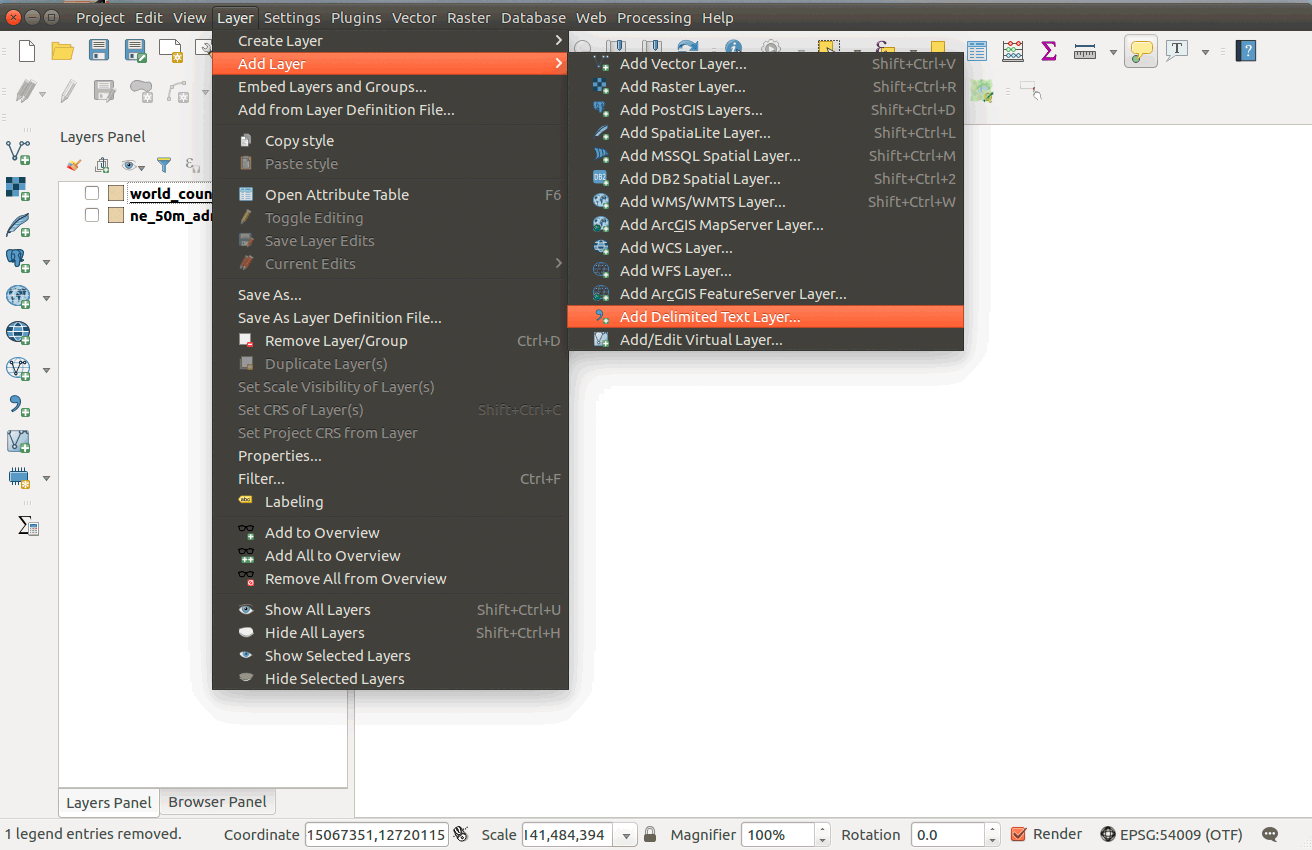 Project Edit View Layer Settings Plugins Vector Raster Database Web Processing Help
Create Layer
Add Layer
Embed Layers and Groups...
Add from Layer Definition File...
Copy style
Paste style
Open Attribute Table F6
Toggle Editing
Save Layer Edits
Current Edits
Save As...
Save As Layer Definition File...
Remove Layer/Group Ctrl+D
Duplicate Layer(s)
Set Scale Visibility of Layer(s)
Set CRS of Layer(s) Shift+Ctrl+C
Set Project CRS from Layer
Properties...
Filter... Ctrl+F
Labeling
Add to Overview
Add All to Overview
Remove All from Overview
Show All Layers Shift+Ctrl+U
Hide All Layers Shift+Ctrl+H
Show Selected Layers
Hide Selected Layers
Add Vector Layer... Shift+Ctrl+V
Add Raster Layer... Shift+Ctrl+R
Add PostGIS Layers... Shift+Ctrl+D
Add SpatiaLite Layer... Shift+Ctrl+L
Add MSSQL Spatial Layer... Shift+Ctrl+M
Add DB2 Spatial Layer... Shift+Ctrl+2
Add WMS/WMTS Layer... Shift+Ctrl+W
Add ArcGIS MapServer Layer...
Add WCS Layer...
Add WFS Layer...
Add ArcGIS FeatureServer Layer...
Add Delimited Text Layer...
Add/Edit Virtual Layer...
Layers Panel
world_coun
ne_50m_adm
Layers Panel Browser Panel
1 legend entries removed. Coordinate 15067351,12720115 Scale 141,484,394 Magnifier 100% Rotation 0.0 Render EPSG:54009 (OTF)